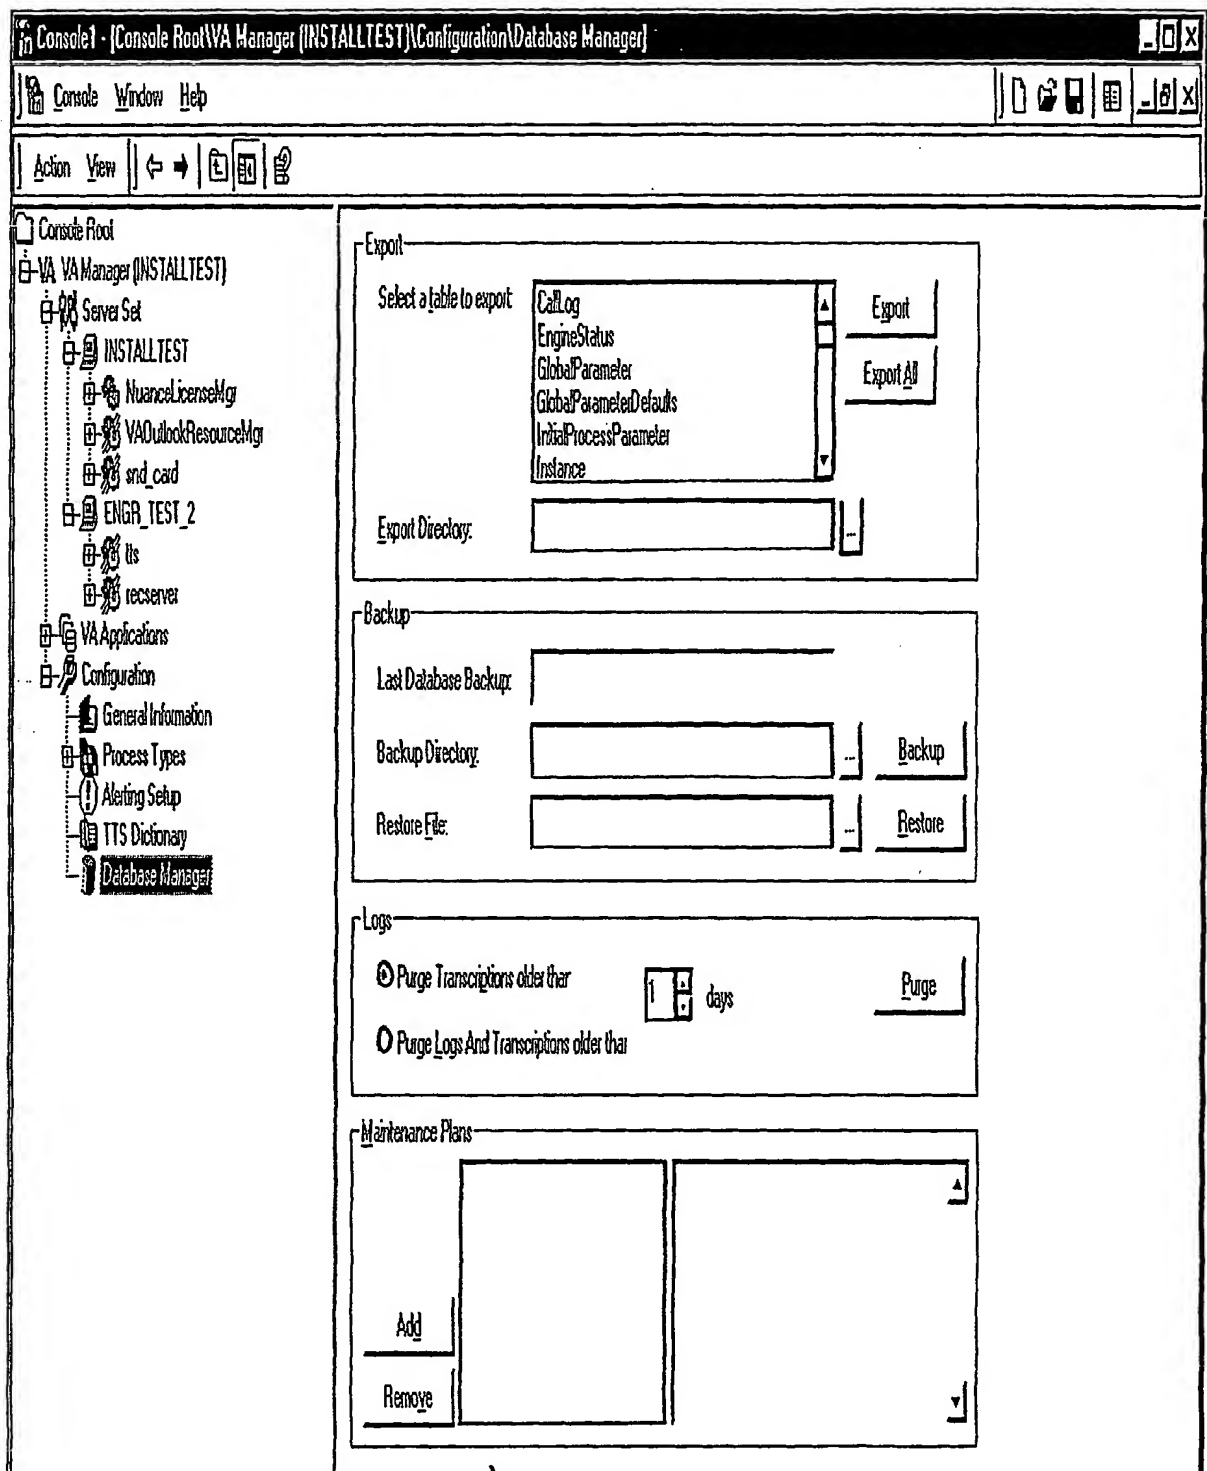 Console1 - [Console Root\VA Manager (INSTALLTEST)\Configuration\Database Manager]
Console Window Help
Action View
Console Root
VA VA Manager (INSTALLTEST)
Server Set
INSTALLTEST
NuanceLicenseMgr
VAOutlookResourceMgr
snd_card
ENGR_TEST_2
tts
recserver
VA Applications
Configuration
General Information
Process Types
Alerting Setup
TTS Dictionary
Database Manager
Export
Select a table to export
CallLog
EngineStatus
GlobalParameter
GlobalParameterDefaults
InitialProcessParameter
Instance
Export
Export All
Export Directory:
...
Backup
Last Database Backup:
Backup Directory:
...
Backup
Restore File:
...
Restore
Logs
Purge Transcriptions older than
1
days
Purge
Purge Logs And Transcriptions older than
Maintenance Plans
Add
Remove